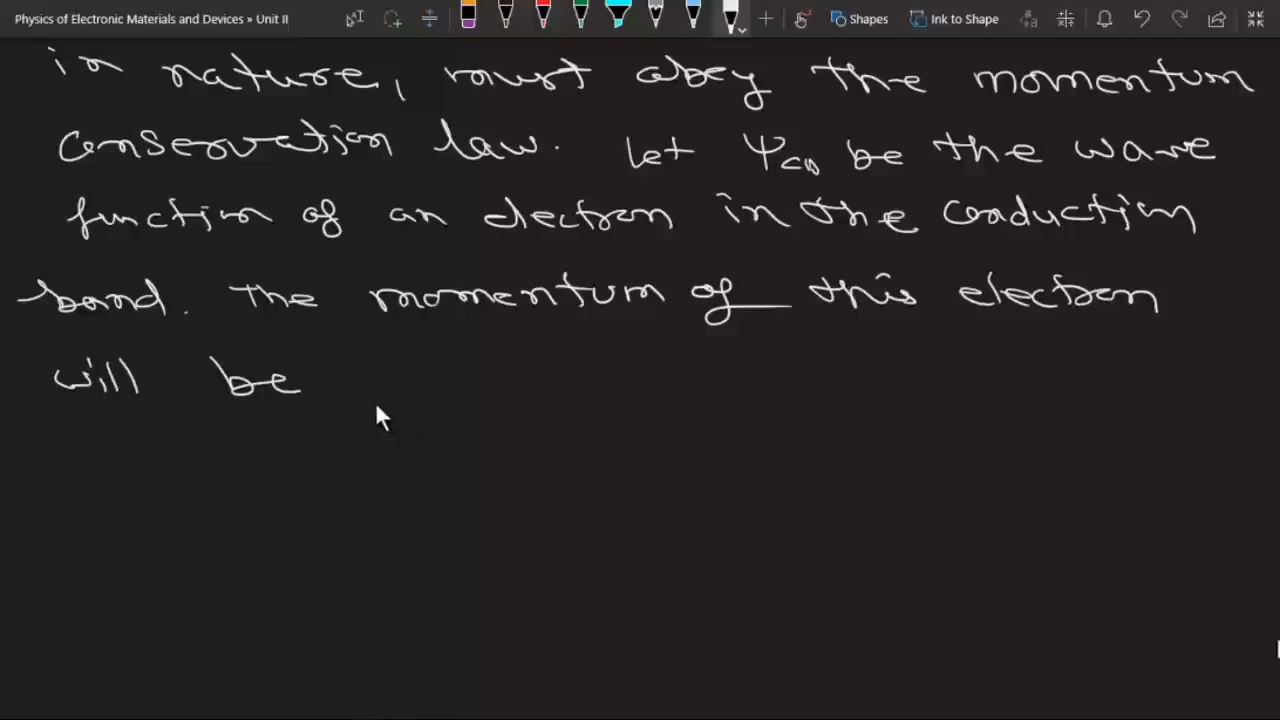 Physics of Electronic Materials and Devices » Unit II
Shapes
Ink to Shape
in nature, must obey the momentum
conservation law. Let Ψ_CB be the wave
function of an electron in the conduction
band. The momentum of this electron
will be